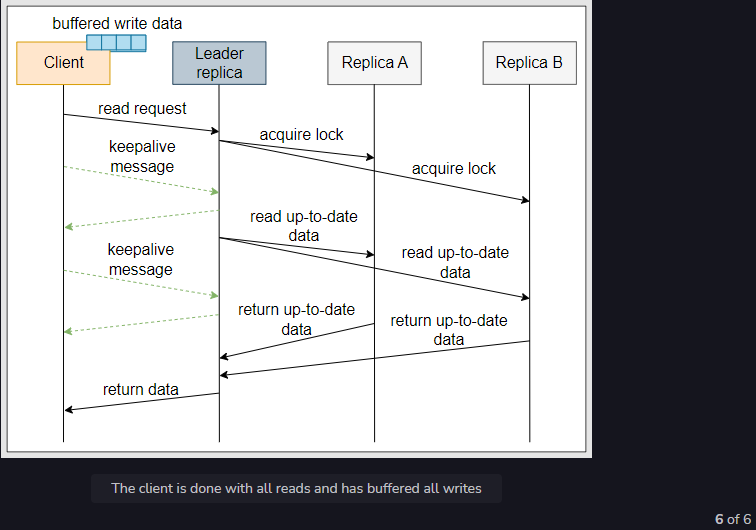 buffered write data
Client
Leader
replica
Replica A
Replica B
read request
acquire lock
keepalive
message
acquire lock
read up-to-date
data
keepalive
message
read up-to-date
data
return up-to-date
data
return up-to-date
data
return data
The client is done with all reads and has buffered all writes
6 of 6